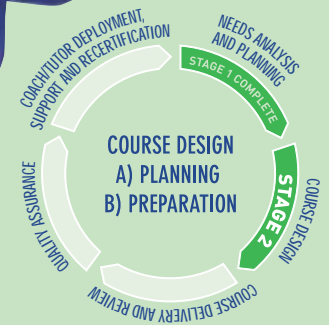 COACH/TUTOR DEPLOYMENT,
SUPPORT AND RECERTIFICATION
NEEDS ANALYSIS
AND PLANNING
STAGE 1 COMPLETE
COURSE DESIGN
A) PLANNING
B) PREPARATION
STAGE 2
COURSE DESIGN
QUALITY ASSURANCE
COURSE DELIVERY AND REVIEW